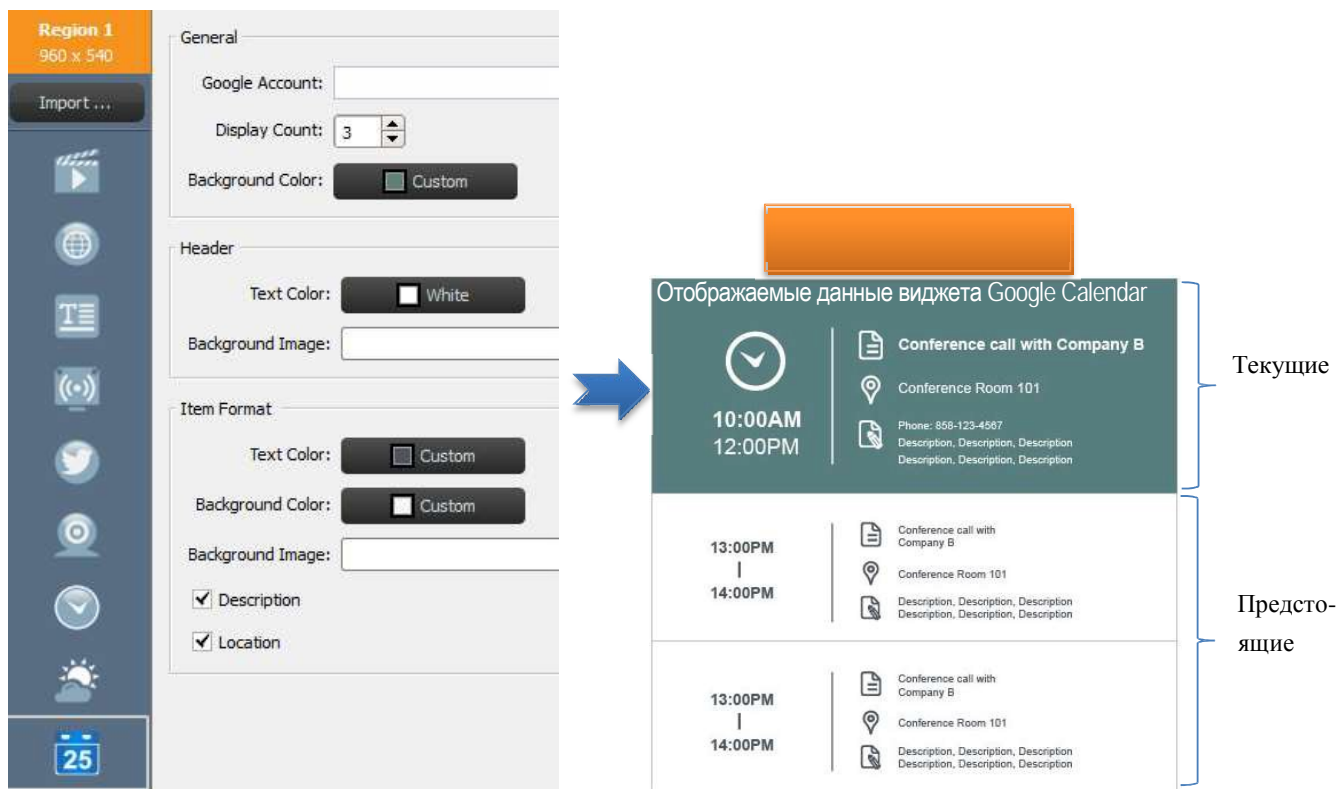 Region 1
960 x 540
Import ...
General
Google Account:
Display Count: 3
Background Color: Custom
Header
Text Color: White
Background Image:
Item Format
Text Color: Custom
Background Color: Custom
Background Image:
Description
Location
T
25
Отображаемые данные виджета Google Calendar
10:00AM
12:00PM
Conference call with Company B
Conference Room 101
Phone: 858-123-4567
Description, Description, Description
Description, Description, Description
Текущие
13:00PM
|
14:00PM
Conference call with
Company B
Conference Room 101
Description, Description, Description
Description, Description, Description
13:00PM
|
14:00PM
Conference call with
Company B
Conference Room 101
Description, Description, Description
Description, Description, Description
Предсто-
ящие